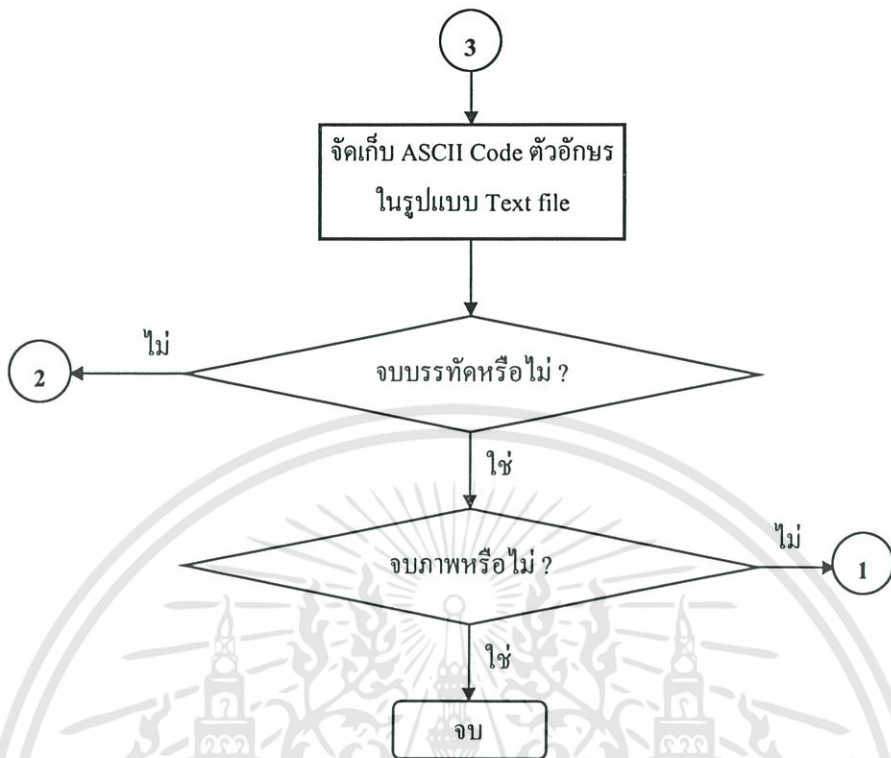 3
จัดเก็บ ASCII Code ตัวอักษร
ในรูปแบบ Text file
ไม่
2
จบบรรทัดหรือไม่ ?
ใช่
ไม่
จบภาพหรือไม่ ?
1
ใช่
จบ